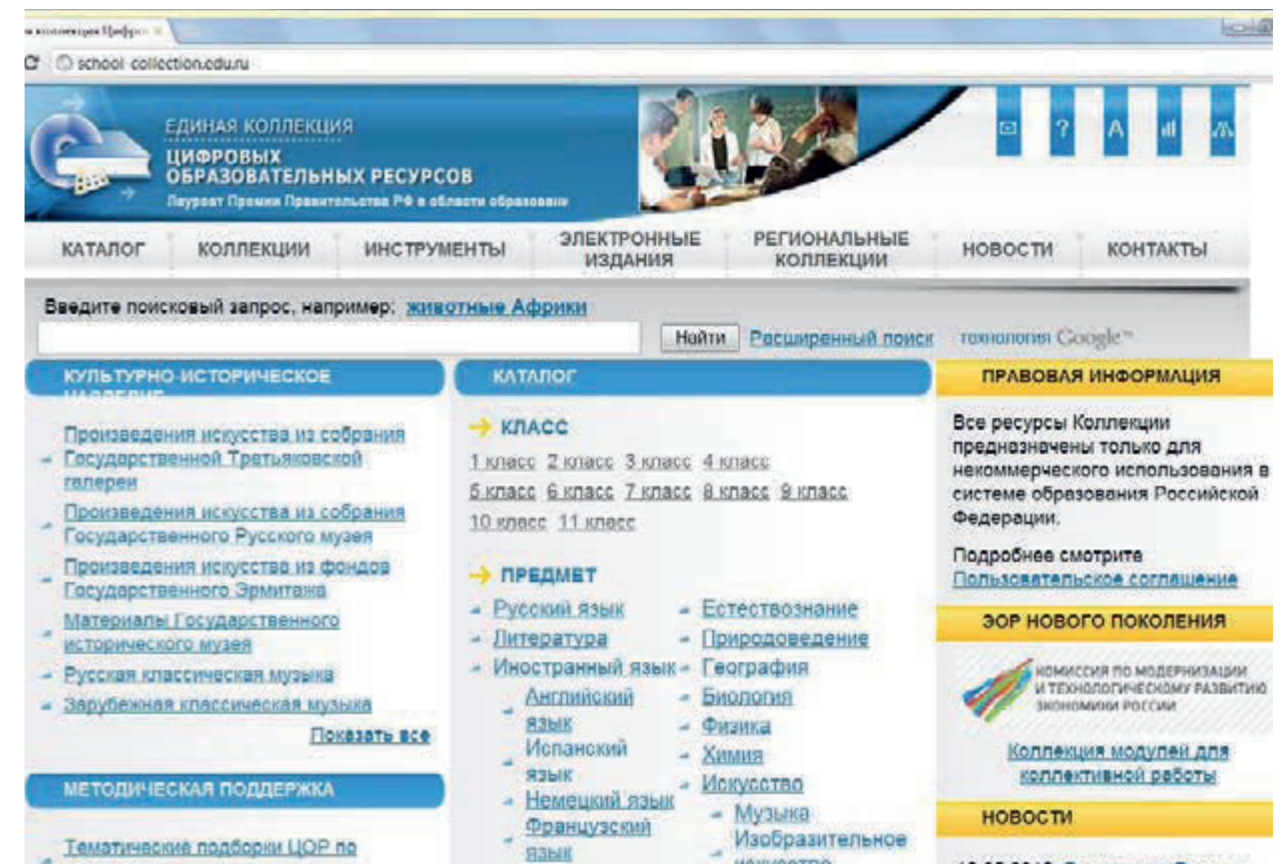 school-collection.edu.ru
ЕДИНАЯ КОЛЛЕКЦИЯ
ЦИФРОВЫХ
ОБРАЗОВАТЕЛЬНЫХ РЕСУРСОВ
Лауреат Премии Правительства РФ в области образовани
КАТАЛОГ КОЛЛЕКЦИИ ИНСТРУМЕНТЫ ЭЛЕКТРОННЫЕ ИЗДАНИЯ РЕГИОНАЛЬНЫЕ КОЛЛЕКЦИИ НОВОСТИ КОНТАКТЫ
Введите поисковый запрос, например: животные Африки
Найти Расширенный поиск технология Google™
КУЛЬТУРНО-ИСТОРИЧЕСКОЕ
Произведения искусства из собрания
Государственной Третьяковской
галереи
Произведения искусства из собрания
Государственного Русского музея
Произведения искусства из фондов
Государственного Эрмитажа
Материалы Государственного
исторического музея
Русская классическая музыка
Зарубежная классическая музыка
Показать все
МЕТОДИЧЕСКАЯ ПОДДЕРЖКА
Тематические подборки ЦОР по
КАТАЛОГ
КЛАСС
1 класс 2 класс 3 класс 4 класс
5 класс 6 класс 7 класс 8 класс 9 класс
10 класс 11 класс
ПРЕДМЕТ
Русский язык
Литература
Иностранный язык
Английский
язык
Испанский
язык
Немецкий язык
Французский
язык
Естествознание
Природоведение
География
Биология
Физика
Химия
Искусство
Музыка
Изобразительное
искусство
ПРАВОВАЯ ИНФОРМАЦИЯ
Все ресурсы Коллекции
предназначены только для
некоммерческого использования в
системе образования Российской
Федерации.
Подробнее смотрите
Пользовательское соглашение
ЭОР НОВОГО ПОКОЛЕНИЯ
КОМИССИЯ ПО МОДЕРНИЗАЦИИ
И ТЕХНОЛОГИЧЕСКОМУ РАЗВИТИЮ
ЭКОНОМИКИ РОССИИ
Коллекция модулей для
коллективной работы
НОВОСТИ